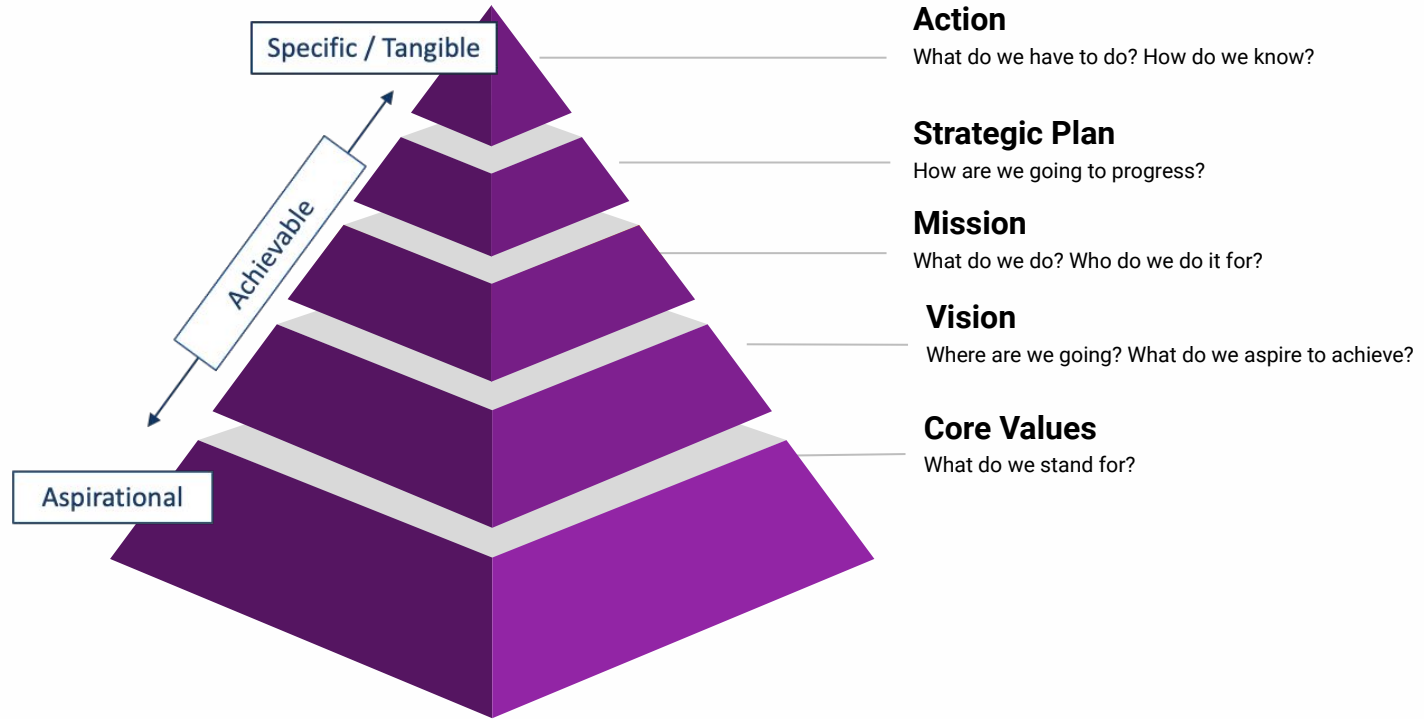 Specific / Tangible
Achievable
Aspirational
Action
What do we have to do? How do we know?
Strategic Plan
How are we going to progress?
Mission
What do we do? Who do we do it for?
Vision
Where are we going? What do we aspire to achieve?
Core Values
What do we stand for?